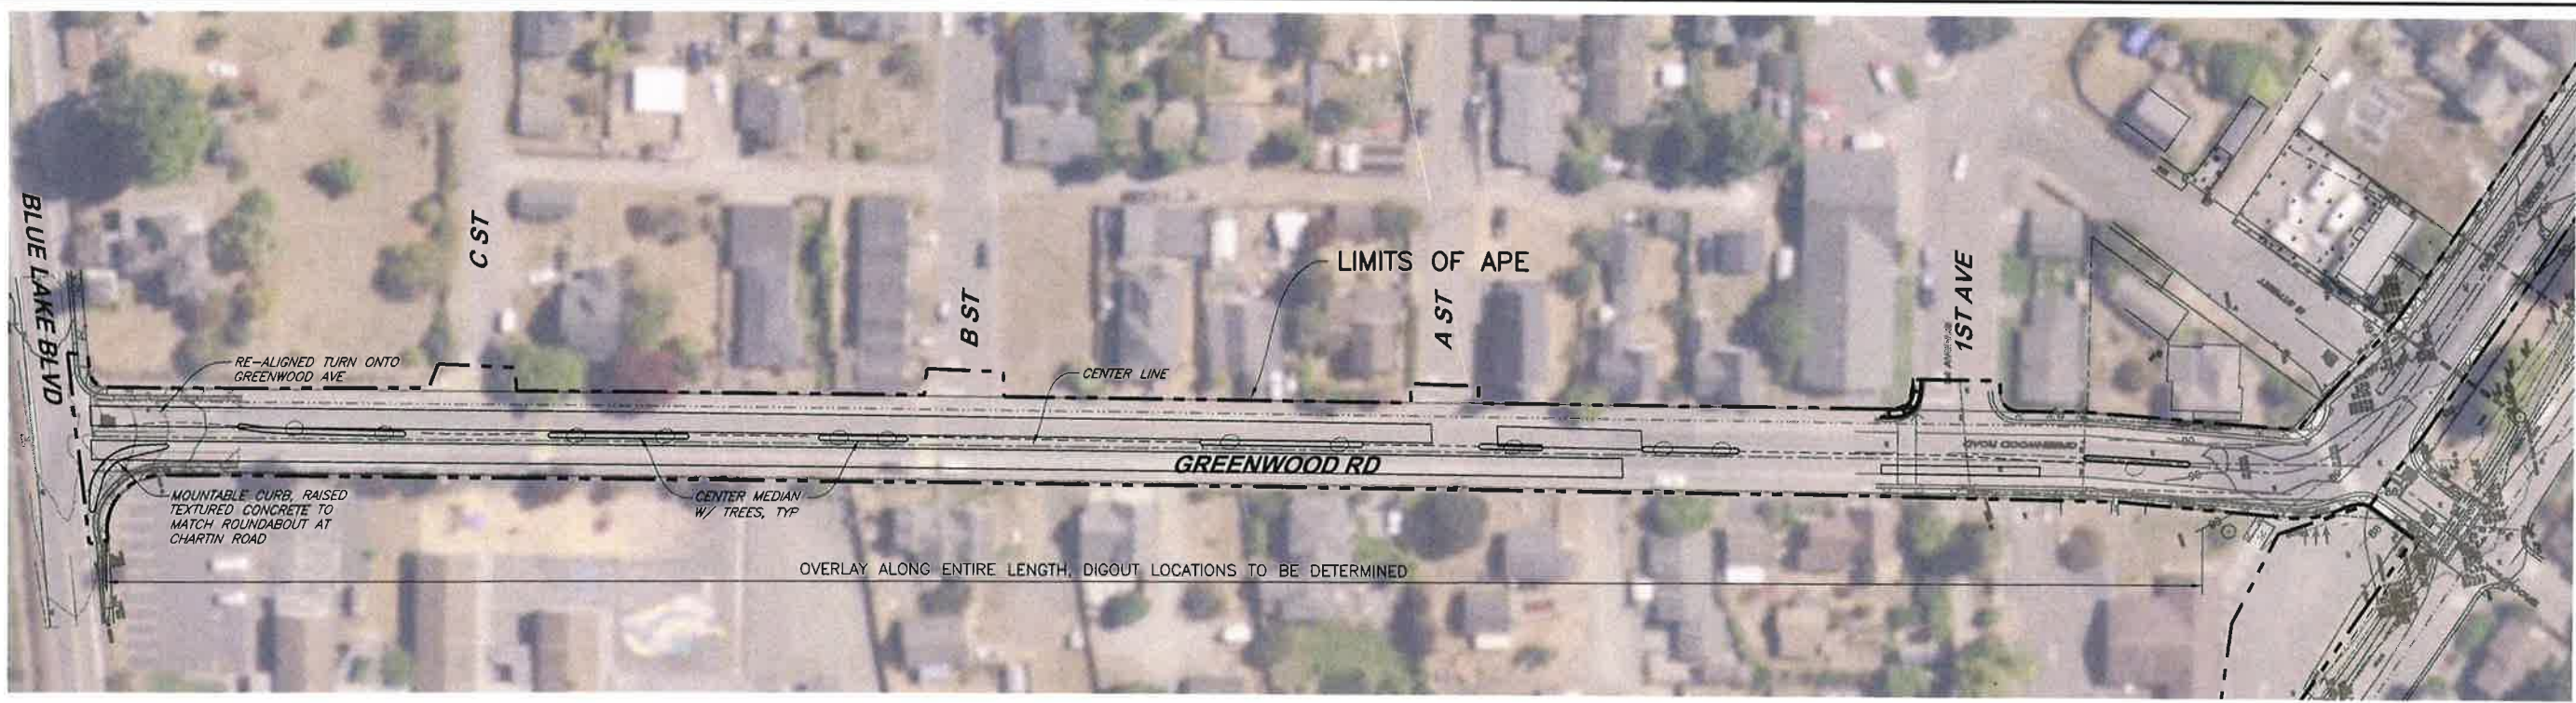 BLUE LAKE BLVD
C ST
B ST
A ST
1ST AVE
LIMITS OF APE
RE-ALIGNED TURN ONTO
GREENWOOD AVE
CENTER LINE
GREENWOOD RD
GREENWOOD ROAD
MOUNTABLE CURB, RAISED
TEXTURED CONCRETE TO
MATCH ROUNDABOUT AT
CHARTIN ROAD
CENTER MEDIAN
W/ TREES, TYP
OVERLAY ALONG ENTIRE LENGTH, DIGOUT LOCATIONS TO BE DETERMINED